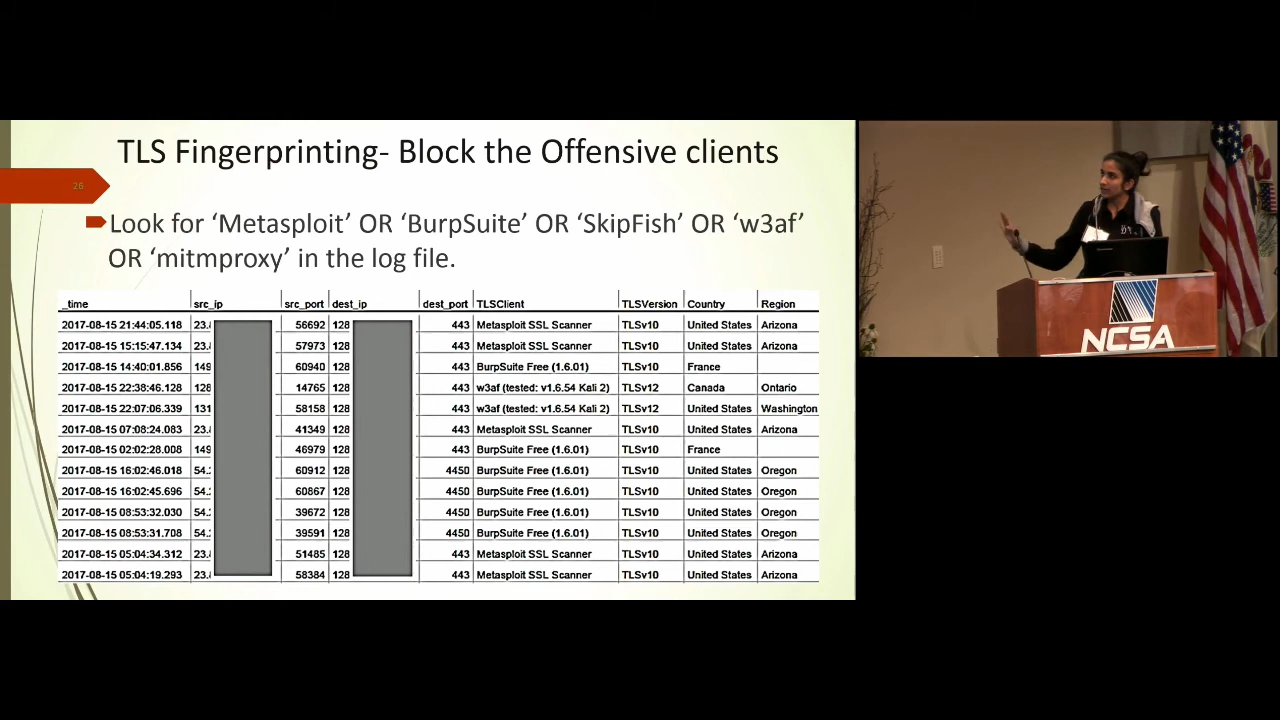 TLS Fingerprinting- Block the Offensive clients
26
Look for ‘Metasploit’ OR ‘BurpSuite’ OR ‘SkipFish’ OR ‘w3af’
OR ‘mitmproxy’ in the log file.
_time src_ip src_port dest_ip dest_port TLSClient TLSVersion Country Region
2017-08-15 21:44:05.118 23. 56692 128 443 Metasploit SSL Scanner TLSv10 United States Arizona
2017-08-15 15:15:47.134 23. 57973 128 443 Metasploit SSL Scanner TLSv10 United States Arizona
2017-08-15 14:40:01.856 149 60940 128 443 BurpSuite Free (1.6.01) TLSv10 France
2017-08-15 22:38:46.128 128 14765 128 443 w3af (tested: v1.6.54 Kali 2) TLSv12 Canada Ontario
2017-08-15 22:07:06.339 131 58158 128 443 w3af (tested: v1.6.54 Kali 2) TLSv12 United States Washington
2017-08-15 07:08:24.083 23. 41349 128 443 Metasploit SSL Scanner TLSv10 United States Arizona
2017-08-15 02:02:28.008 149 46979 128 443 BurpSuite Free (1.6.01) TLSv10 France
2017-08-15 16:02:46.018 54. 60912 128 4450 BurpSuite Free (1.6.01) TLSv10 United States Oregon
2017-08-15 16:02:45.696 54. 60867 128 4450 BurpSuite Free (1.6.01) TLSv10 United States Oregon
2017-08-15 08:53:32.030 54. 39672 128 4450 BurpSuite Free (1.6.01) TLSv10 United States Oregon
2017-08-15 08:53:31.708 54. 39591 128 4450 BurpSuite Free (1.6.01) TLSv10 United States Oregon
2017-08-15 05:04:34.312 23. 51485 128 443 Metasploit SSL Scanner TLSv10 United States Arizona
2017-08-15 05:04:19.293 23. 58384 128 443 Metasploit SSL Scanner TLSv10 United States Arizona
NCSA